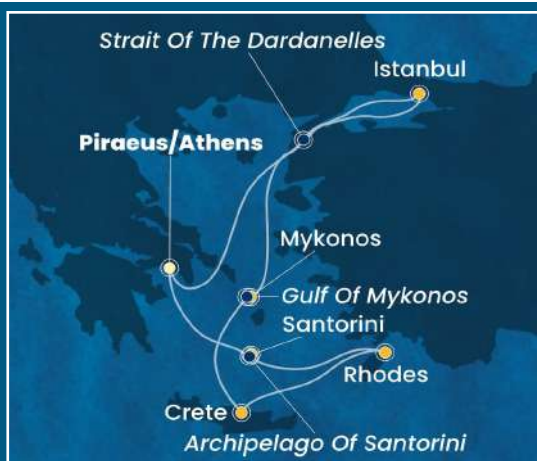 Strait Of The Dardanelles
Istanbul
Piraeus/Athens
Mykonos
Gulf Of Mykonos
Santorini
Rhodes
Crete
Archipelago Of Santorini